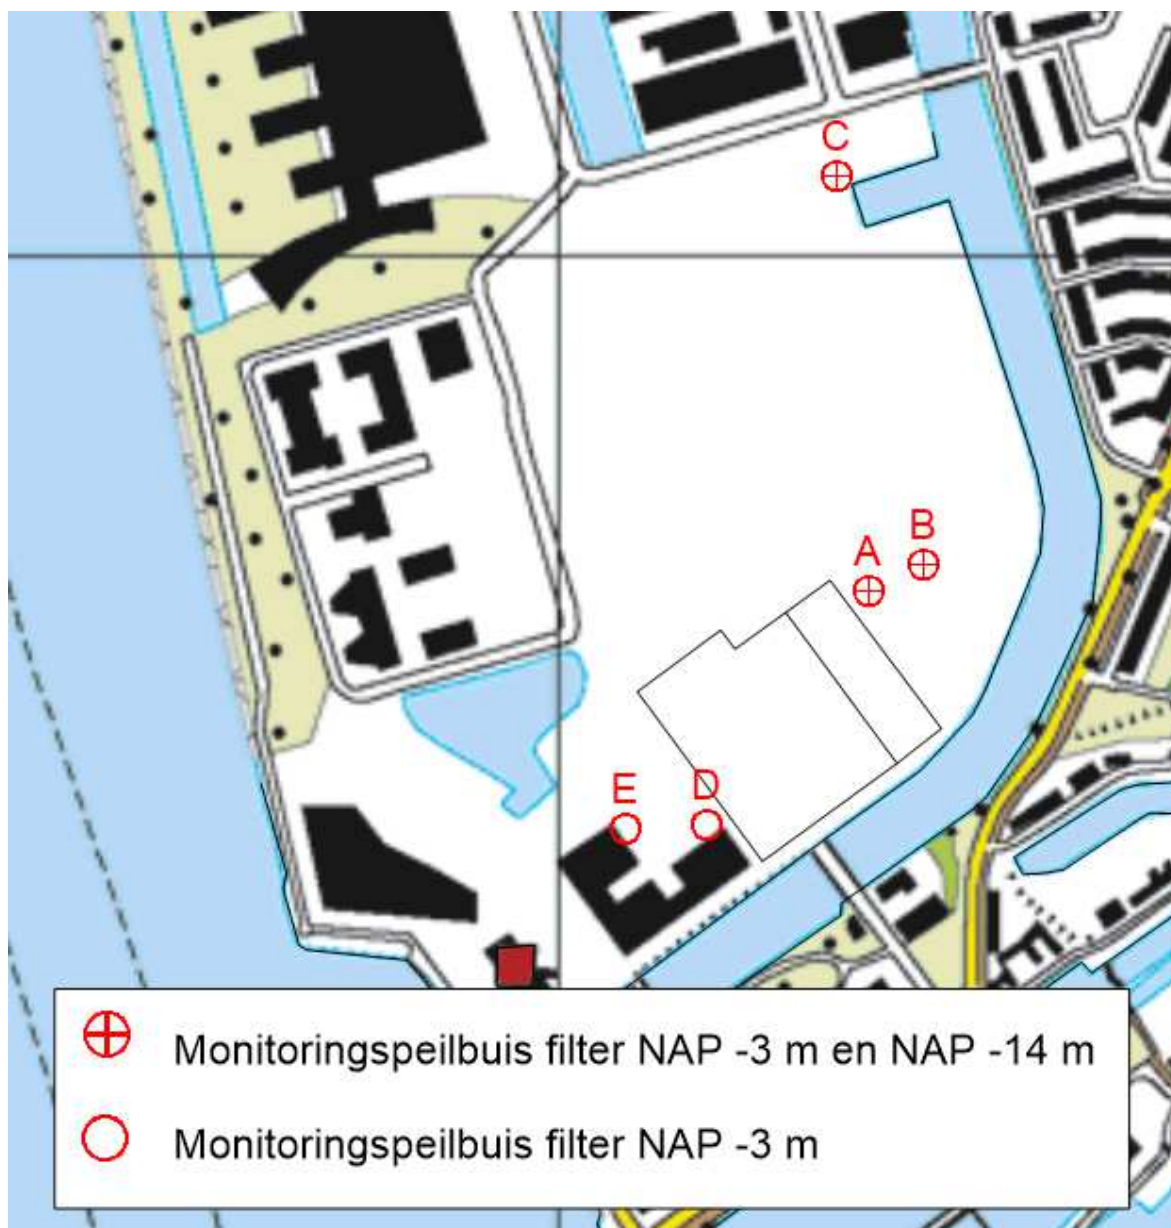 C
B
A
D
E
Monitoringspeilbuis filter NAP -3 m en NAP -14 m
Monitoringspeilbuis filter NAP -3 m